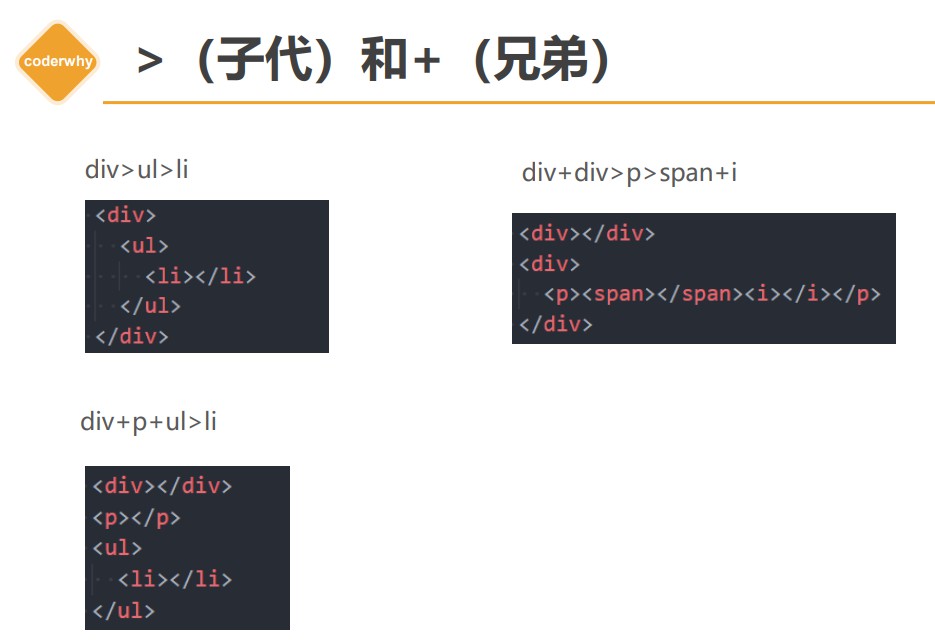 coderwhy
>（子代）和+（兄弟）
div>ul>li
<div>
<ul>
<li></li>
</ul>
</div>
div+div>p>span+i
<div></div>
<div>
<p><span></span><i></i></p>
</div>
div+p+ul>li
<div></div>
<p></p>
<ul>
<li></li>
</ul>